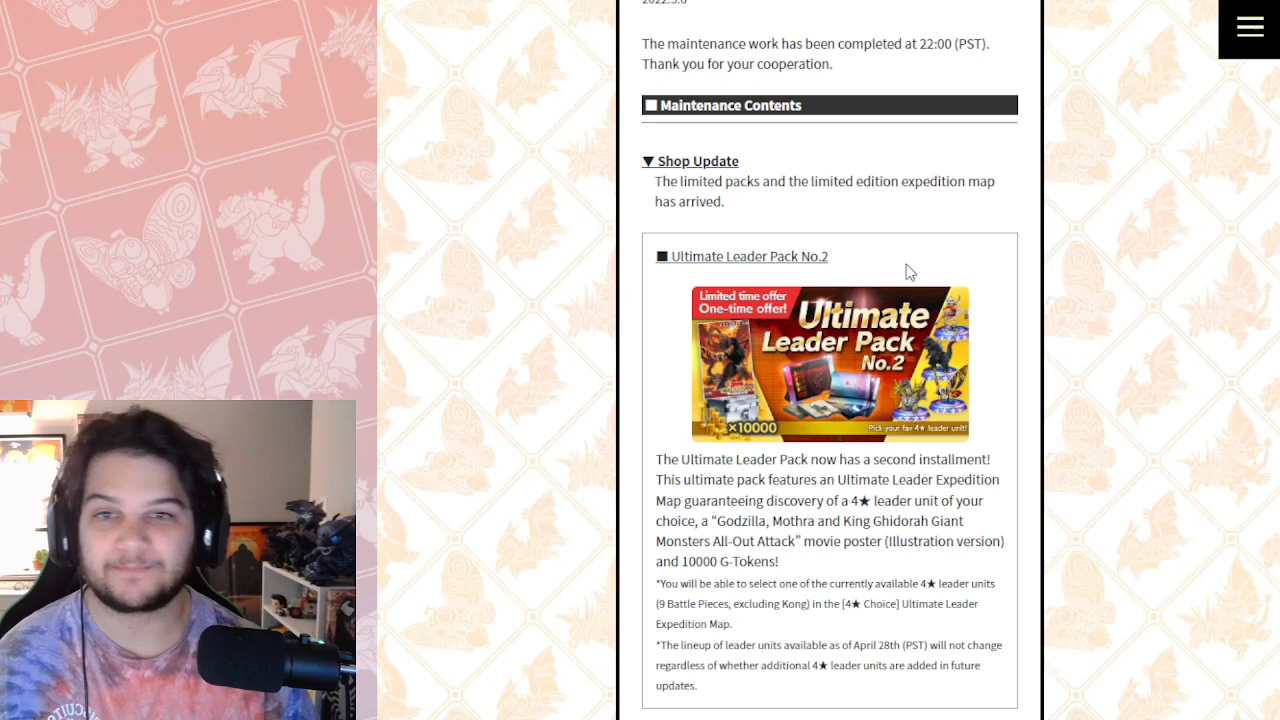 2022.5.6
The maintenance work has been completed at 22:00 (PST).
Thank you for your cooperation.
■ Maintenance Contents
▼ Shop Update
The limited packs and the limited edition expedition map
has arrived.
■ Ultimate Leader Pack No.2
Limited time offer
One-time offer!
Ultimate
Leader Pack
No.2
×10000
Pick your fav 4★ leader unit!
The Ultimate Leader Pack now has a second installment!
This ultimate pack features an Ultimate Leader Expedition
Map guaranteeing discovery of a 4★ leader unit of your
choice, a “Godzilla, Mothra and King Ghidorah Giant
Monsters All-Out Attack” movie poster (Illustration version)
and 10000 G-Tokens!
*You will be able to select one of the currently available 4★ leader units
(9 Battle Pieces, excluding Kong) in the [4★ Choice] Ultimate Leader
Expedition Map.
*The lineup of leader units available as of April 28th (PST) will not change
regardless of whether additional 4★ leader units are added in future
updates.